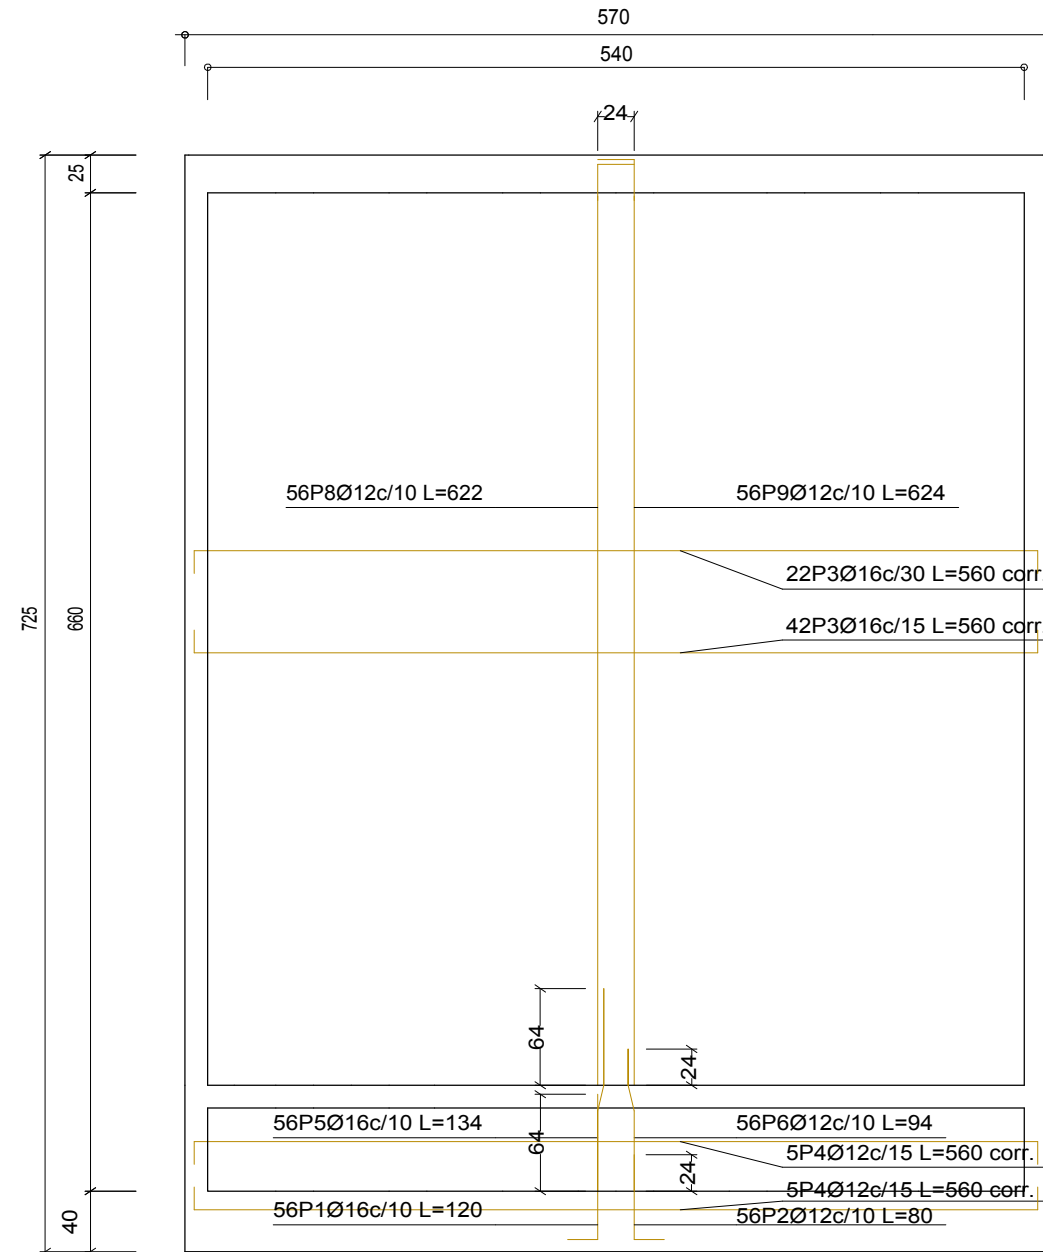 570
540
24
25
725
660
56P8Ø12c/10 L=622
56P9Ø12c/10 L=624
22P3Ø16c/30 L=560 corr.
42P3Ø16c/15 L=560 corr.
64
24
56P5Ø16c/10 L=134
56P6Ø12c/10 L=94
64
24
5P4Ø12c/15 L=560 corr.
5P4Ø12c/15 L=560 corr.
56P1Ø16c/10 L=120
56P2Ø12c/10 L=80
40